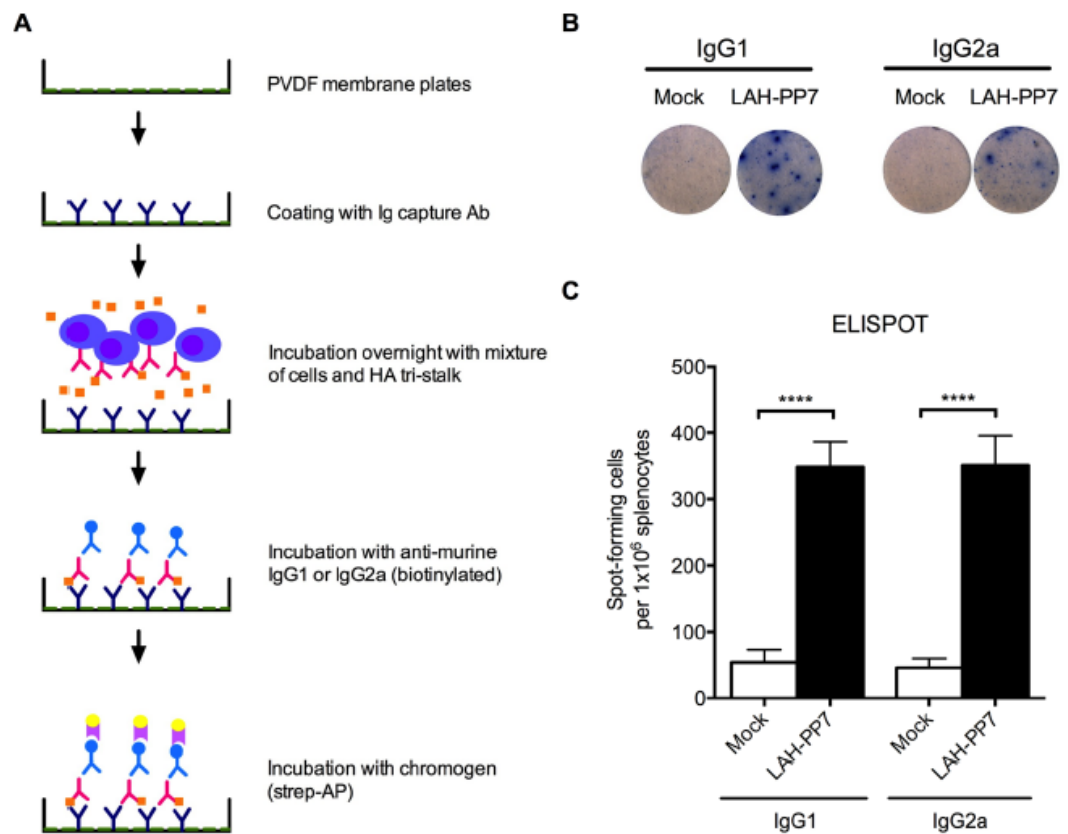 A
PVDF membrane plates
Coating with Ig capture Ab
Incubation overnight with mixture
of cells and HA tri-stalk
Incubation with anti-murine
IgG1 or IgG2a (biotinylated)
Incubation with chromogen
(strep-AP)
B
IgG1
IgG2a
Mock
LAH-PP7
Mock
LAH-PP7
C
ELISPOT
Spot-forming cells
per 1x10⁶ splenocytes
500
400
300
200
100
0
****
****
Mock
LAH-PP7
Mock
LAH-PP7
IgG1
IgG2a